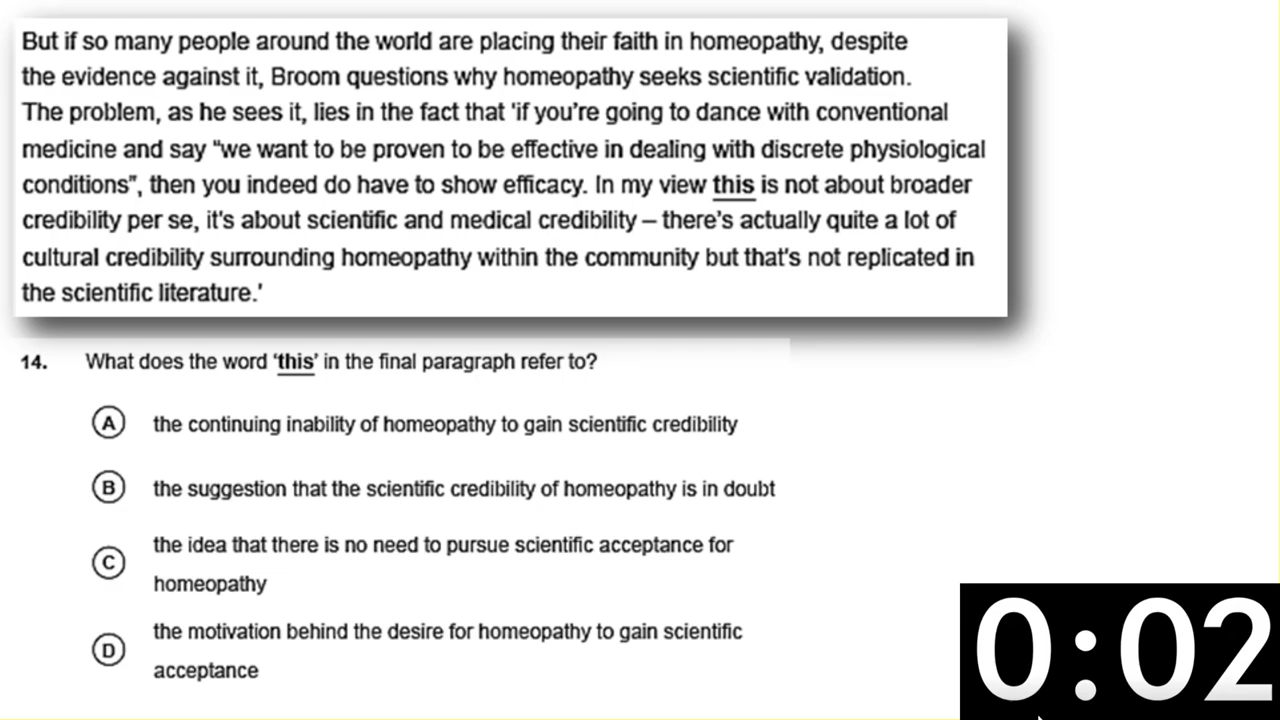 But if so many people around the world are placing their faith in homeopathy, despite
the evidence against it, Broom questions why homeopathy seeks scientific validation.
The problem, as he sees it, lies in the fact that 'if you're going to dance with conventional
medicine and say "we want to be proven to be effective in dealing with discrete physiological
conditions", then you indeed do have to show efficacy. In my view this is not about broader
credibility per se, it's about scientific and medical credibility – there's actually quite a lot of
cultural credibility surrounding homeopathy within the community but that's not replicated in
the scientific literature.'
14. What does the word 'this' in the final paragraph refer to?
A the continuing inability of homeopathy to gain scientific credibility
B the suggestion that the scientific credibility of homeopathy is in doubt
C the idea that there is no need to pursue scientific acceptance for
homeopathy
D the motivation behind the desire for homeopathy to gain scientific
acceptance
0:02